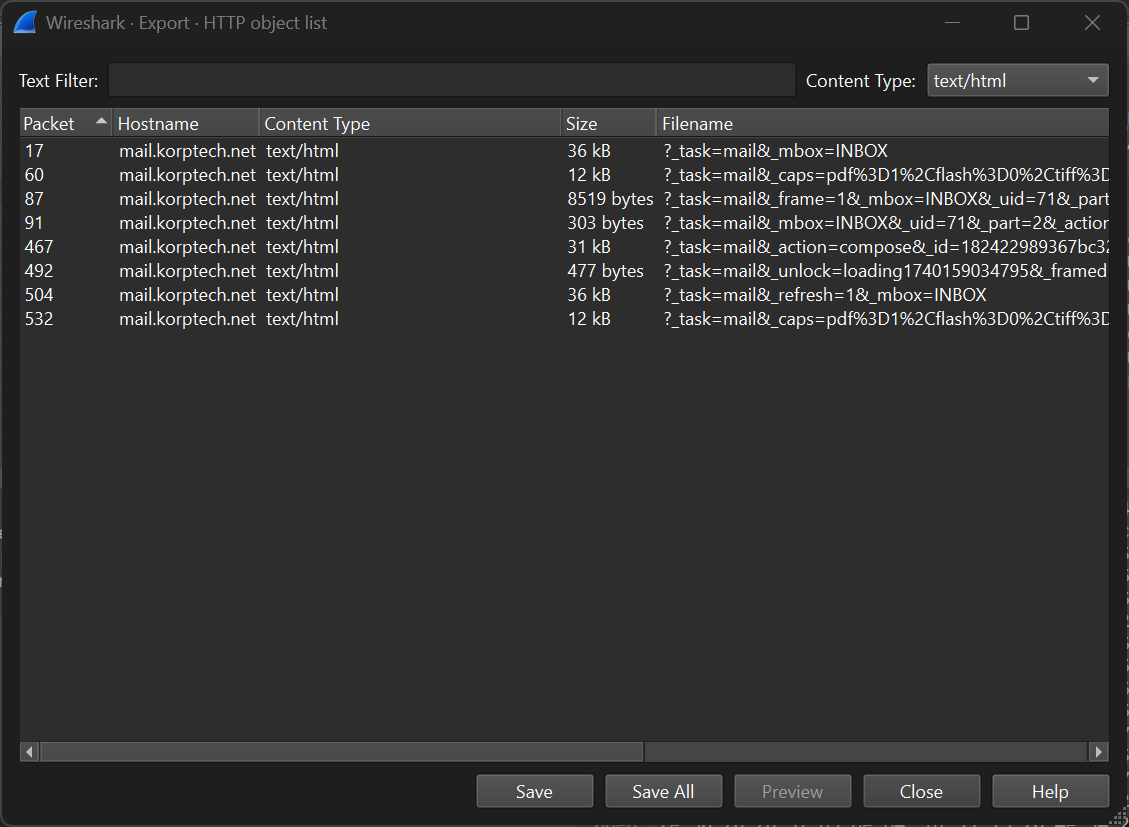 Wireshark · Export · HTTP object list
Text Filter:
Content Type: text/html
Packet Hostname Content Type Size Filename
17 mail.korptech.net text/html 36 kB ?_task=mail&_mbox=INBOX
60 mail.korptech.net text/html 12 kB ?_task=mail&_caps=pdf%3D1%2Cflash%3D0%2Ctiff%3D
87 mail.korptech.net text/html 8519 bytes ?_task=mail&_frame=1&_mbox=INBOX&_uid=71&_part
91 mail.korptech.net text/html 303 bytes ?_task=mail&_mbox=INBOX&_uid=71&_part=2&_action
467 mail.korptech.net text/html 31 kB ?_task=mail&_action=compose&_id=182422989367bc32
492 mail.korptech.net text/html 477 bytes ?_task=mail&_unlock=loading1740159034795&_framed
504 mail.korptech.net text/html 36 kB ?_task=mail&_refresh=1&_mbox=INBOX
532 mail.korptech.net text/html 12 kB ?_task=mail&_caps=pdf%3D1%2Cflash%3D0%2Ctiff%3D
Save Save All Preview Close Help